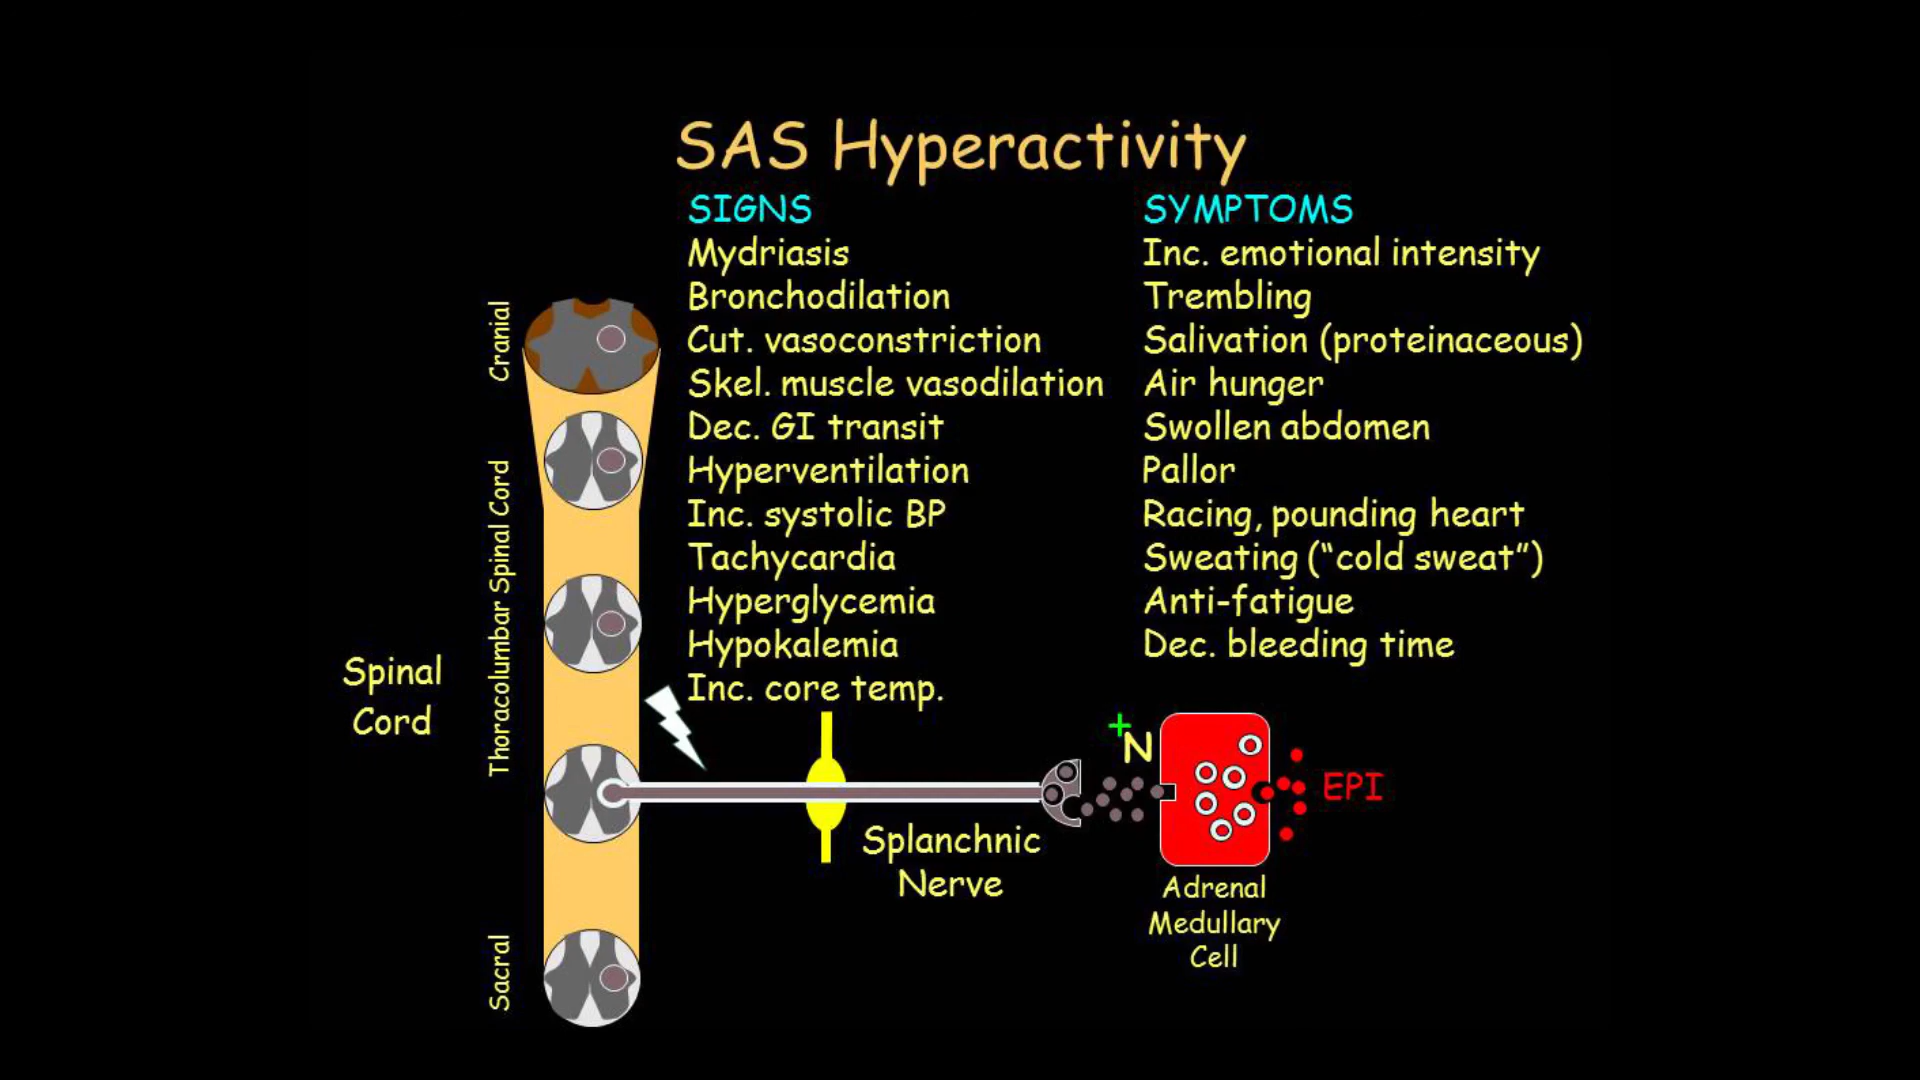 SAS Hyperactivity
SIGNS
Mydriasis
Bronchodilation
Cut. vasoconstriction
Skel. muscle vasodilation
Dec. GI transit
Hyperventilation
Inc. systolic BP
Tachycardia
Hyperglycemia
Hypokalemia
Inc. core temp.
SYMPTOMS
Inc. emotional intensity
Trembling
Salivation (proteinaceous)
Air hunger
Swollen abdomen
Pallor
Racing, pounding heart
Sweating (“cold sweat”)
Anti-fatigue
Dec. bleeding time
Cranial
Thoracolumbar Spinal Cord
Sacral
Spinal
Cord
Splanchnic
Nerve
+
N
EPI
Adrenal
Medullary
Cell